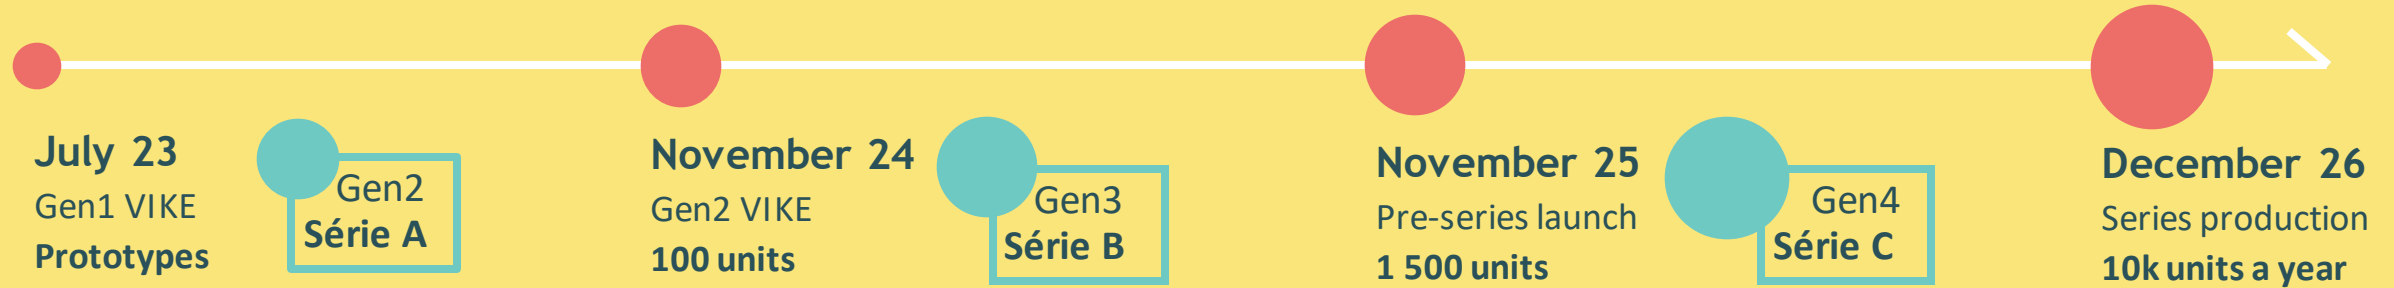 July 23
Gen1 VIKE
Prototypes
Gen2
Série A
November 24
Gen2 VIKE
100 units
Gen3
Série B
November 25
Pre-series launch
1 500 units
Gen4
Série C
December 26
Series production
10k units a year